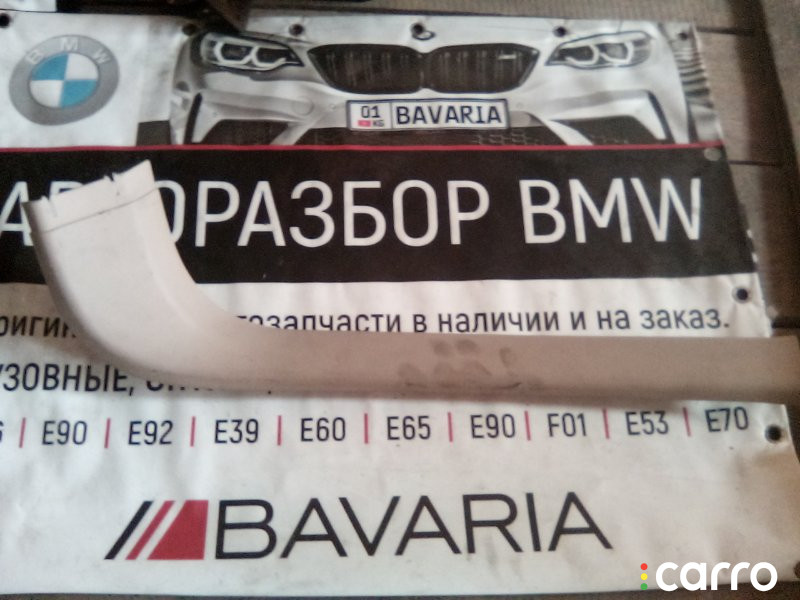 BMW
01 KG BAVARIA
ОРАЗБОР BMW
запчасти в наличии и на заказ.
УЗОВНЫЕ,
E90 | E92 | E39 | E60 | E65 | E90 | F01 | E53 | E70
BAVARIA
carro